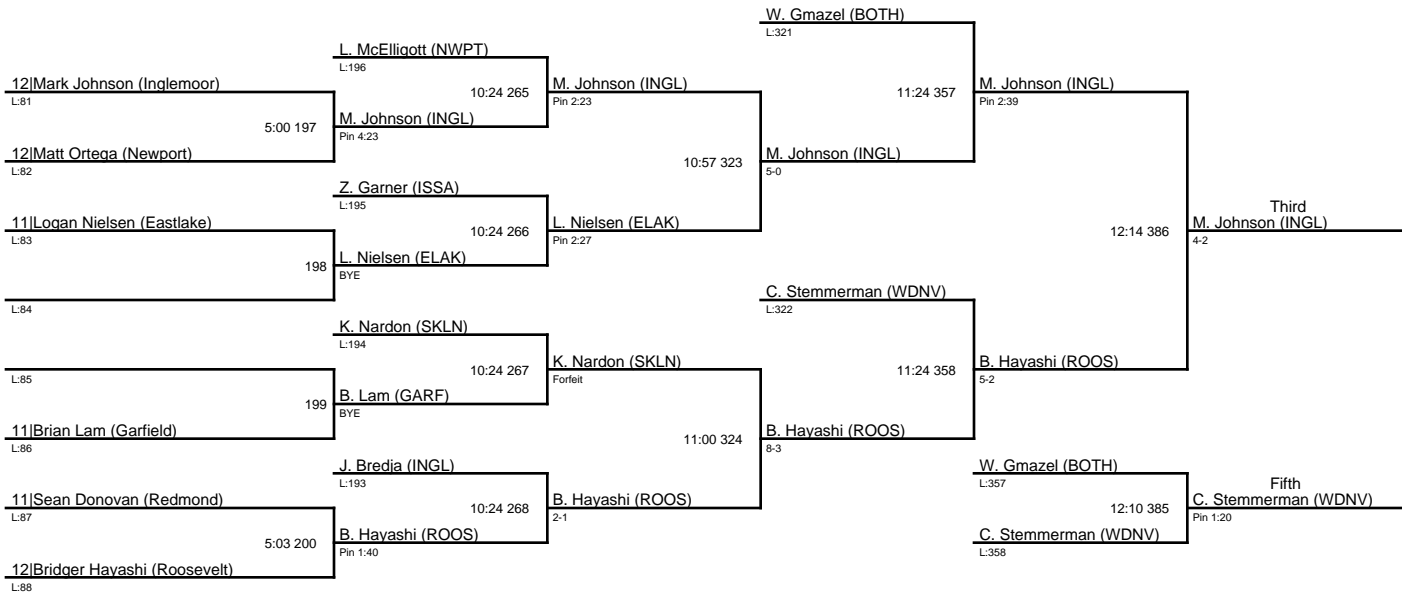 W. Gmazel (BOTH)
L:321
L. McElligott (NWPT)
L:196
12|Mark Johnson (Inglemoor)
L:81
10:24 265
M. Johnson (INGL)
Pin 2:23
11:24 357
M. Johnson (INGL)
Pin 2:39
5:00 197
M. Johnson (INGL)
Pin 4:23
12|Matt Ortega (Newport)
L:82
10:57 323
M. Johnson (INGL)
5-0
Z. Garner (ISSA)
L:195
11|Logan Nielsen (Eastlake)
L:83
10:24 266
L. Nielsen (ELAK)
Pin 2:27
12:14 386
Third
M. Johnson (INGL)
4-2
198
L. Nielsen (ELAK)
BYE
L:84
C. Stemmerman (WDNV)
L:322
K. Nardon (SKLN)
L:194
L:85
10:24 267
K. Nardon (SKLN)
Forfeit
11:24 358
B. Hayashi (ROOS)
5-2
199
B. Lam (GARF)
BYE
11|Brian Lam (Garfield)
L:86
11:00 324
B. Hayashi (ROOS)
8-3
J. Bredja (INGL)
L:193
W. Gmazel (BOTH)
L:357
11|Sean Donovan (Redmond)
L:87
10:24 268
B. Hayashi (ROOS)
2-1
12:10 385
Fifth
C. Stemmerman (WDNV)
Pin 1:20
5:03 200
B. Hayashi (ROOS)
Pin 1:40
C. Stemmerman (WDNV)
L:358
12|Bridger Hayashi (Roosevelt)
L:88